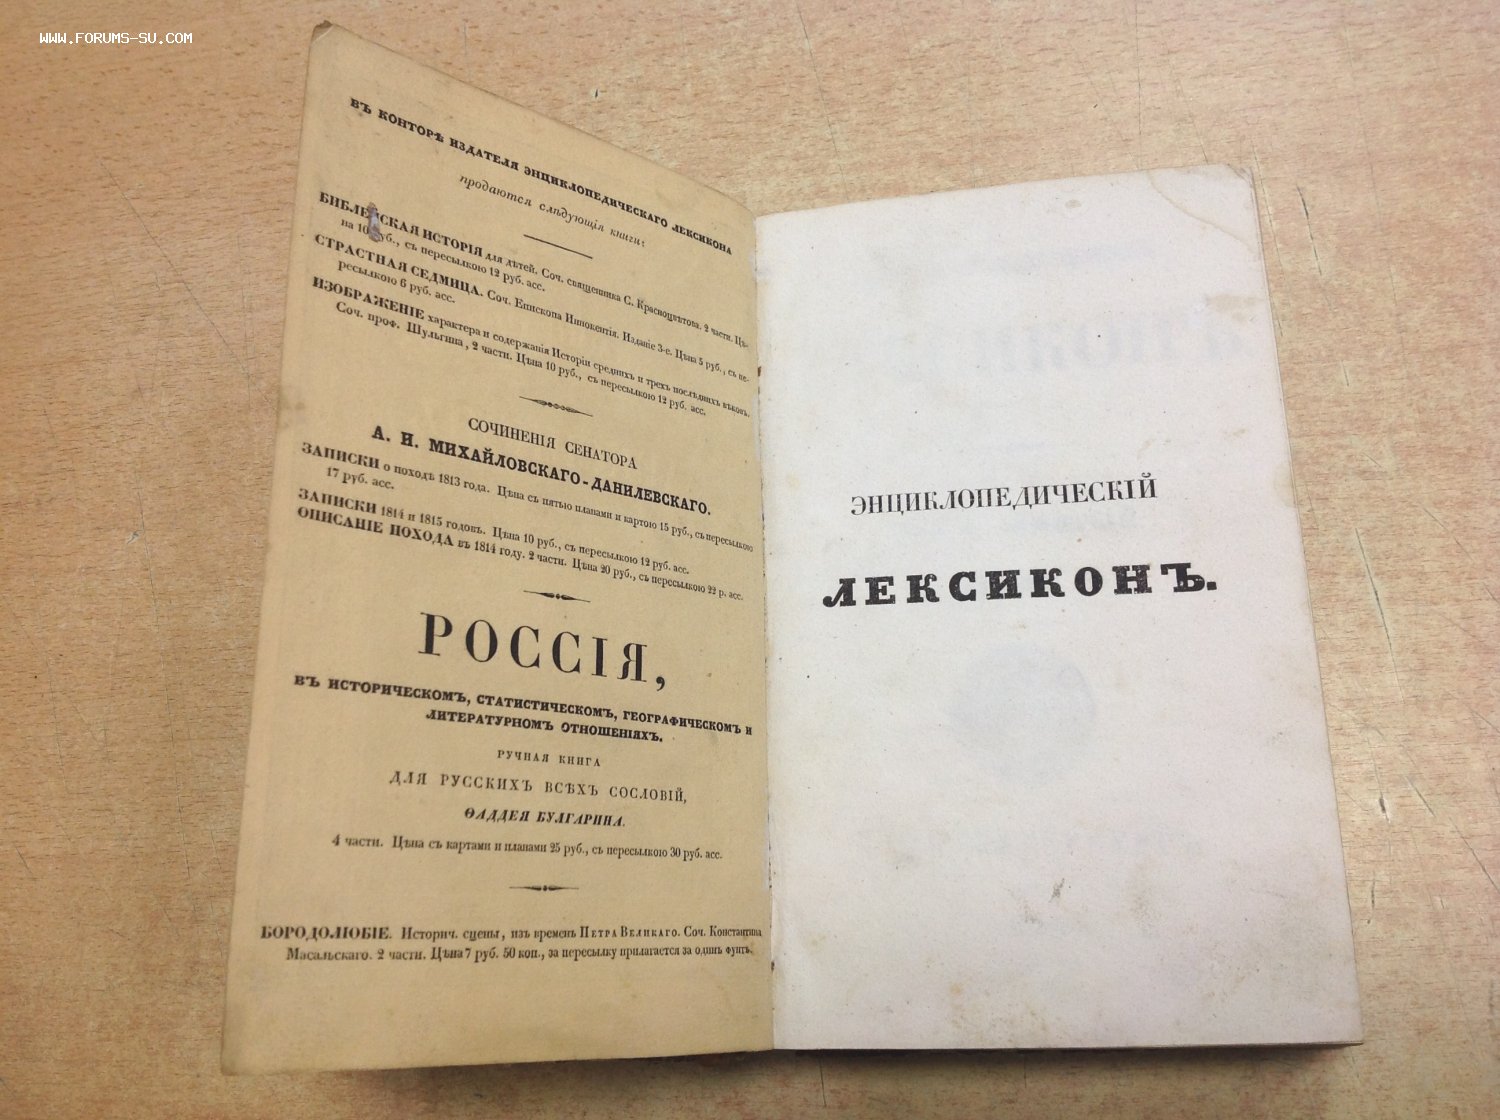 WWW.FORUMS-SU.COM
ВЪ КОНТОРѢ ИЗДАТЕЛЯ ЭНЦИКЛОПЕДИЧЕСКАГО ЛЕКСИКОНА
продаются слѣдующія книги:
БИБЛЕЙСКАЯ ИСТОРІЯ для дѣтей. Соч. священника С. Красноцвѣтова. 2 части. Цѣ-
на 10 руб., съ пересылкою 12 руб. асс.
СТРАСТНАЯ СЕДМИЦА. Соч. Епископа Иннокентія. Изданіе 3-е. Цѣна 5 руб., съ пе-
ресылкою 6 руб. асс.
ИЗОБРАЖЕНІЕ характера и содержанія Исторіи среднихъ и трехъ послѣднихъ вѣковъ.
Соч. проф. Шульгина, 2 части. Цѣна 10 руб., съ пересылкою 12 руб. асс.
СОЧИНЕНІЯ СЕНАТОРА
А. И. МИХАЙЛОВСКАГО-ДАНИЛЕВСКАГО.
ЗАПИСКИ о походѣ 1813 года. Цѣна съ пятью планами и картою 15 руб., съ пересылкою
17 руб. асс.
ЗАПИСКИ 1814 и 1815 годовъ. Цѣна 10 руб., съ пересылкою 12 руб. асс.
ОПИСАНІЕ ПОХОДА въ 1814 году. 2 части. Цѣна 20 руб., съ пересылкою 22 р. асс.
РОССІЯ,
ВЪ ИСТОРИЧЕСКОМЪ, СТАТИСТИЧЕСКОМЪ, ГЕОГРАФИЧЕСКОМЪ И
ЛИТЕРАТУРНОМЪ ОТНОШЕНІЯХЪ.
РУЧНАЯ КНИГА
ДЛЯ РУССКИХЪ ВСѢХЪ СОСЛОВІЙ,
ѲАДДЕЯ БУЛГАРИНА.
4 части. Цѣна съ картами и планами 25 руб., съ пересылкою 30 руб. асс.
БОРОДОЛЮБІЕ. Историч. сцены, изъ временъ ПЕТРА ВЕЛИКАГО. Соч. Константина
Масальскаго. 2 части. Цѣна 7 руб. 50 коп., за пересылку прилагается за одинъ фунтъ.
ЭНЦИКЛОПЕДИЧЕСКІЙ
ЛЕКСИКОНЪ.